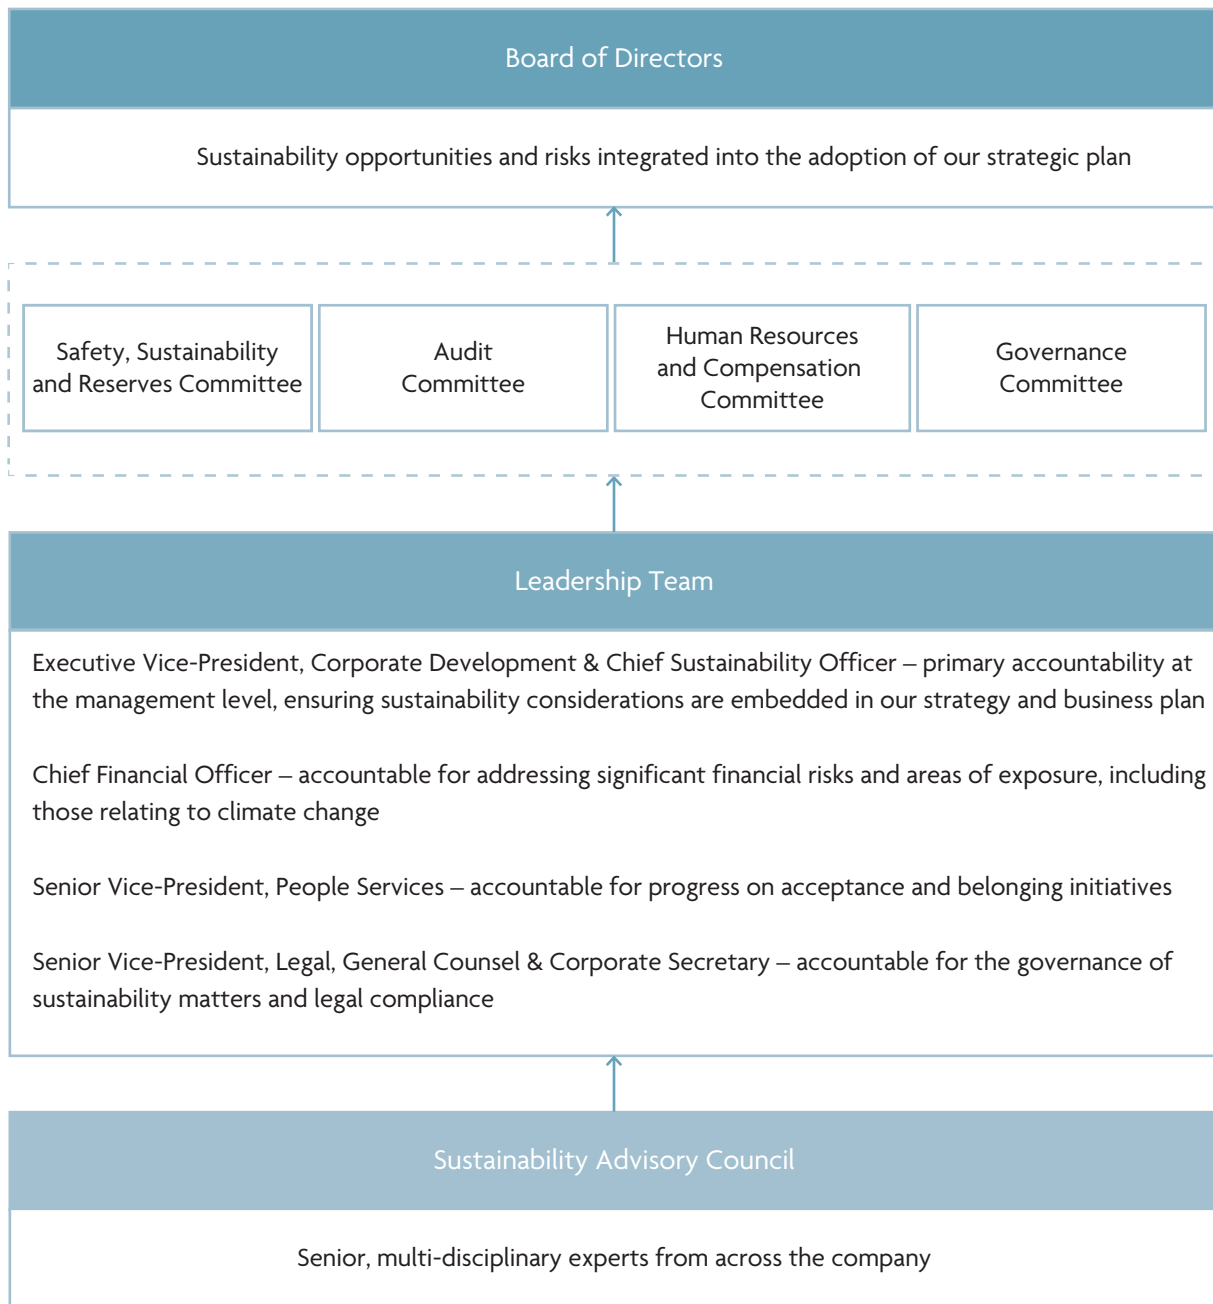 Board of Directors
Sustainability opportunities and risks integrated into the adoption of our strategic plan
Safety, Sustainability
and Reserves Committee
Audit
Committee
Human Resources
and Compensation
Committee
Governance
Committee
Leadership Team
Executive Vice-President, Corporate Development & Chief Sustainability Officer – primary accountability at
the management level, ensuring sustainability considerations are embedded in our strategy and business plan
Chief Financial Officer – accountable for addressing significant financial risks and areas of exposure, including
those relating to climate change
Senior Vice-President, People Services – accountable for progress on acceptance and belonging initiatives
Senior Vice-President, Legal, General Counsel & Corporate Secretary – accountable for the governance of
sustainability matters and legal compliance
Sustainability Advisory Council
Senior, multi-disciplinary experts from across the company